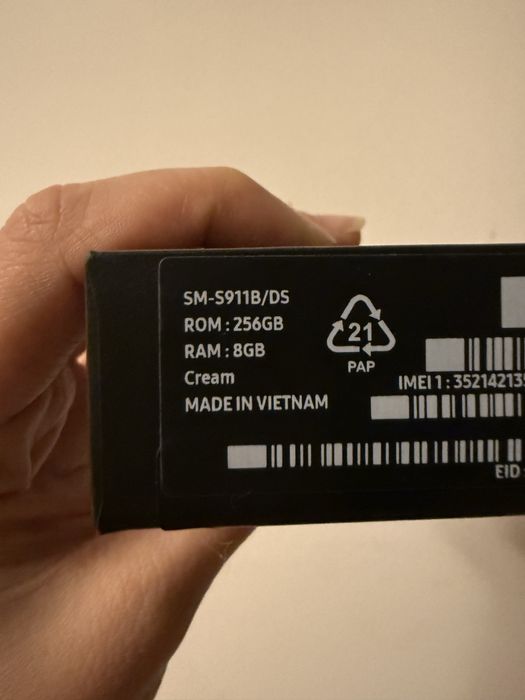 SM-S911B/DS
ROM : 256GB
RAM : 8GB
Cream
MADE IN VIETNAM
21
PAP
IMEI 1 : 35214213
EID